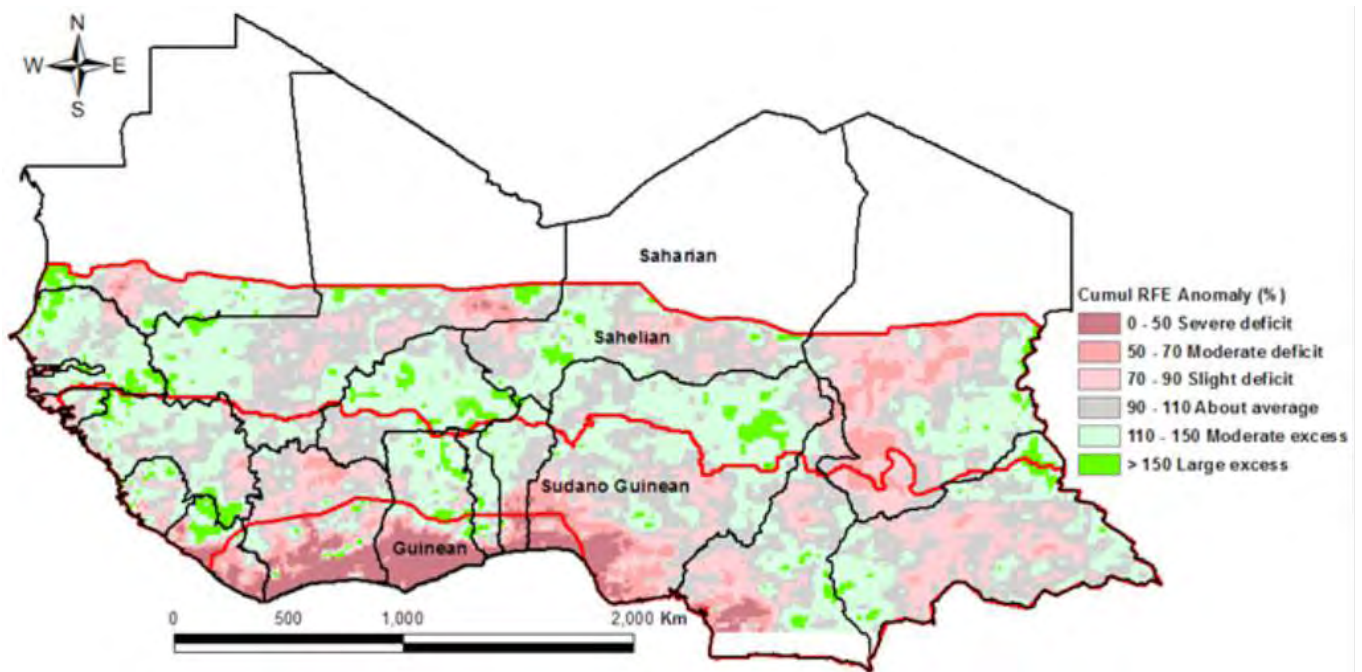 N
W E
S
Saharian
Sahelian
Sudano Guinean
Guinean
Cumul RFE Anomaly (%)
0 - 50 Severe deficit
50 - 70 Moderate deficit
70 - 90 Slight deficit
90 - 110 About average
110 - 150 Moderate excess
> 150 Large excess
0 500 1,000 2,000 Km